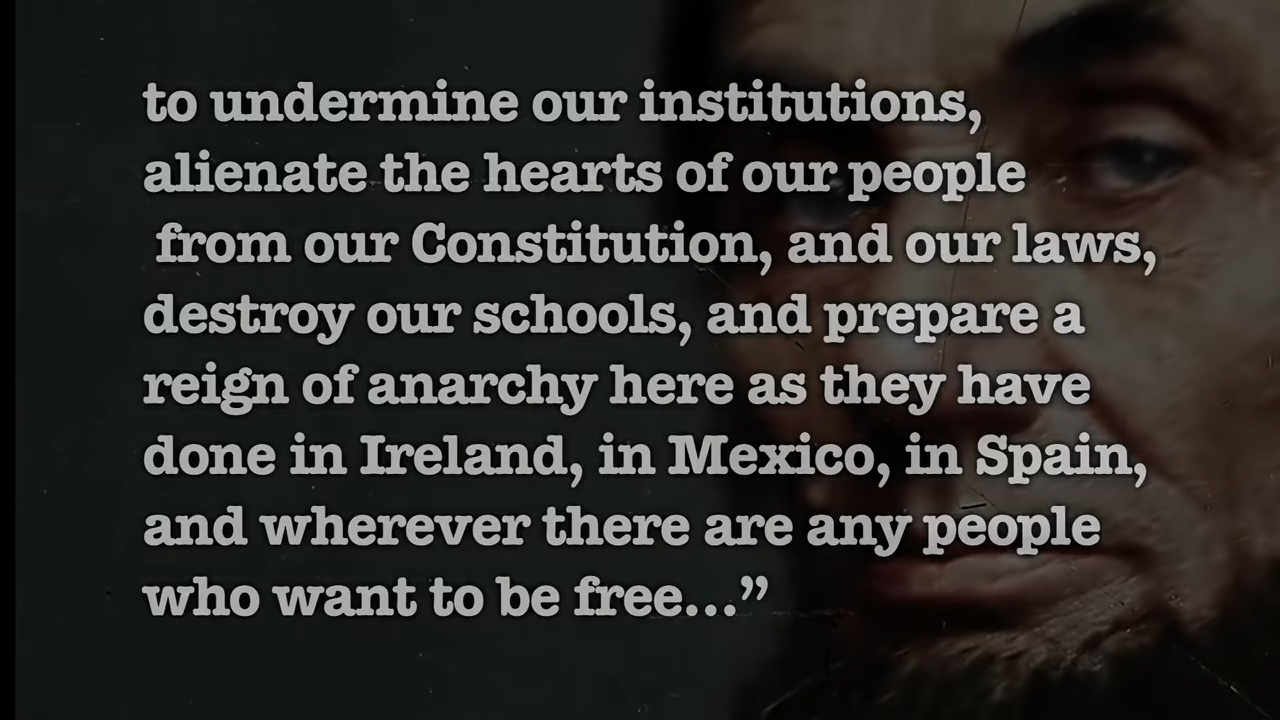 to undermine our institutions,
alienate the hearts of our people
from our Constitution, and our laws,
destroy our schools, and prepare a
reign of anarchy here as they have
done in Ireland, in Mexico, in Spain,
and wherever there are any people
who want to be free...”